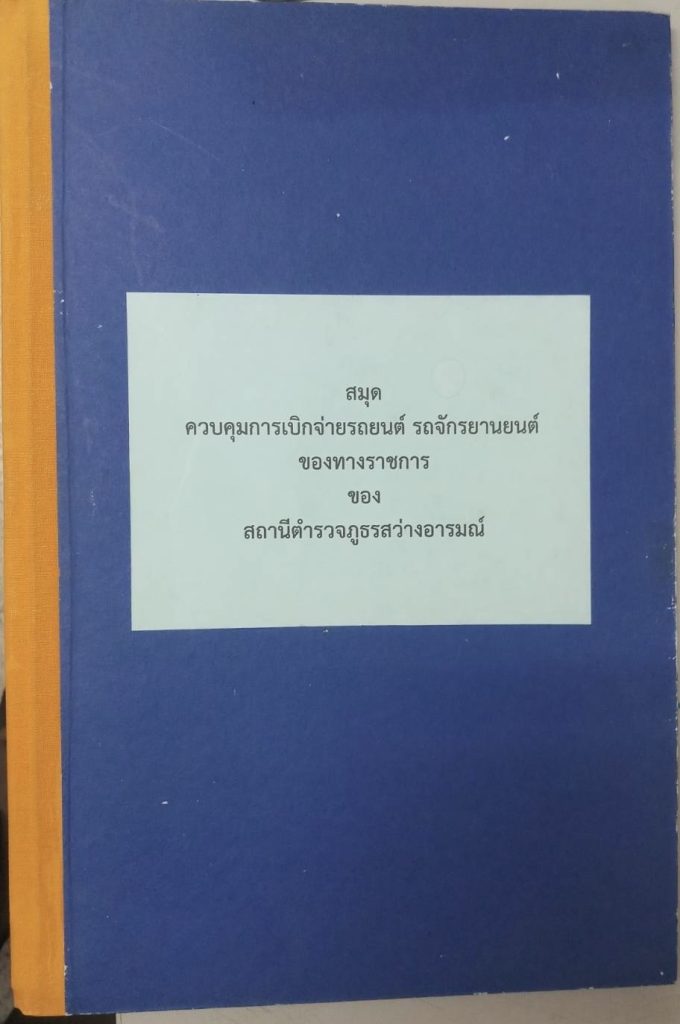 สมุด
ควบคุมการเบิกจ่ายรถยนต์ รถจักรยานยนต์
ของทางราชการ
ของ
สถานีตำรวจภูธรสว่างอารมณ์